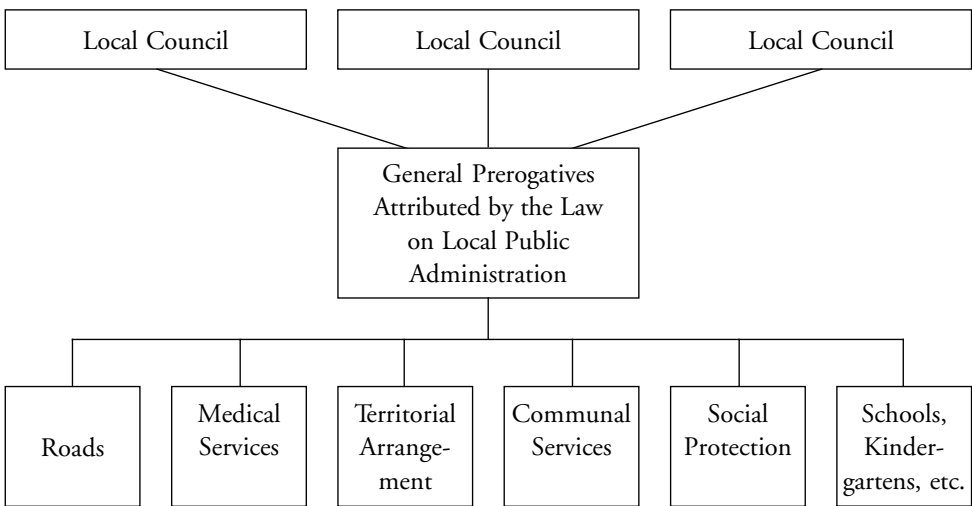 Local Council
Local Council
Local Council
General Prerogatives
Attributed by the Law
on Local Public
Administration
Roads
Medical
Services
Territorial
Arrange-
ment
Communal
Services
Social
Protection
Schools,
Kinder-
gartens, etc.